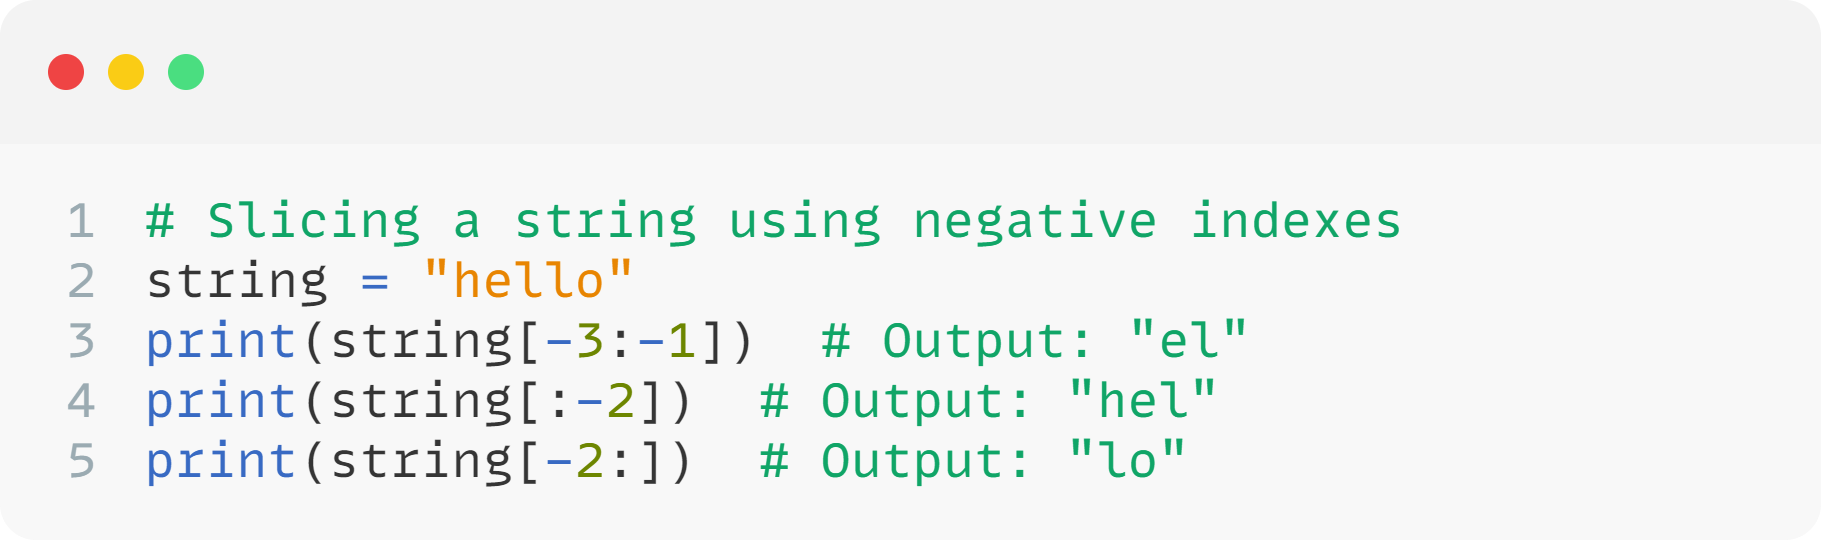 1 # Slicing a string using negative indexes
2 string = "hello"
3 print(string[-3:-1])  # Output: "el"
4 print(string[:-2])  # Output: "hel"
5 print(string[-2:])  # Output: "lo"